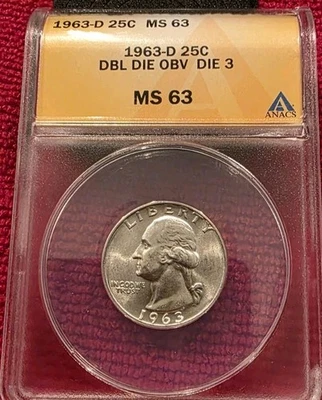 1963-D 25C MS 63
1963-D 25C
DBL DIE OBV DIE 3
MS 63
ANACS
LIBERTY
IN GOD WE
TRUST
1963